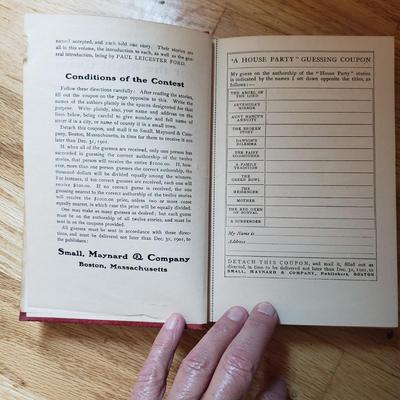 named accepted, and each told one story. Their stories are
all in this volume, the introduction to each, as well as the gen-
eral introduction, being by PAUL LEICESTER FORD.
Conditions of the Contest
Follow these directions carefully: After reading the stories,
fill out the coupon on the page opposite to this. Write the
names of the authors plainly in the spaces designated for that
purpose. Write plainly, also, your name and address on the
lines below, being careful to give number and full name of
street if in a city, or name of county if in a small town.
Detach this coupon, and mail it to Small, Maynard & Com-
pany, Boston, Massachusetts, in time for them to receive it not
later than Dec. 31, 1901.
If, when all of the guesses are received, only one person has
succeeded in guessing the correct authorship of the twelve
stories, that person will receive the entire $1000.00. If, how-
ever, more than one person guesses the correct authorship, the
thousand dollars will be divided equally among the winners.
For instance, if ten correct guesses are received, each one will
receive $100.00. If no correct guess is received, the one
guessing nearest to the correct authorship of the twelve stories
will receive the $1000.00 prize, unless two or more come
equally nearest, in which case the prize will be equally divided.
One may make as many guesses as desired; but each guess
must be on the authorship of all twelve stories, and must be
sent in on the coupon contained in this volume.
All guesses must be sent in accordance with these direc-
tions, and must be delivered not later than Dec. 31, 1901, to
the publishers:
Small, Maynard & Company
Boston, Massachusetts
"A HOUSE PARTY" GUESSING COUPON
My guess on the authorship of the "House Party" stories
is indicated by the names I set down opposite the titles, as
follows:—
THE ANGEL OF
THE LORD
ARTEMISIA'S
MIRROR
AUNT NANCY'S
ANNUITY
THE BROKEN
STORY
DAWSON'S
DILEMMA
THE FAIRY
GODMOTHER
A FAMILY
TRADITION
THE
GREEN BOWL
THE
MESSENGER
MOTHER
THE RED OXEN
OF BONVAL
A SURRENDER
My Name is
Address
DETACH THIS COUPON, and mail it, filled out as
directed, in time to be delivered not later than Dec. 31, 1901, to
SMALL, MAYNARD & COMPANY, Publishers, BOSTON